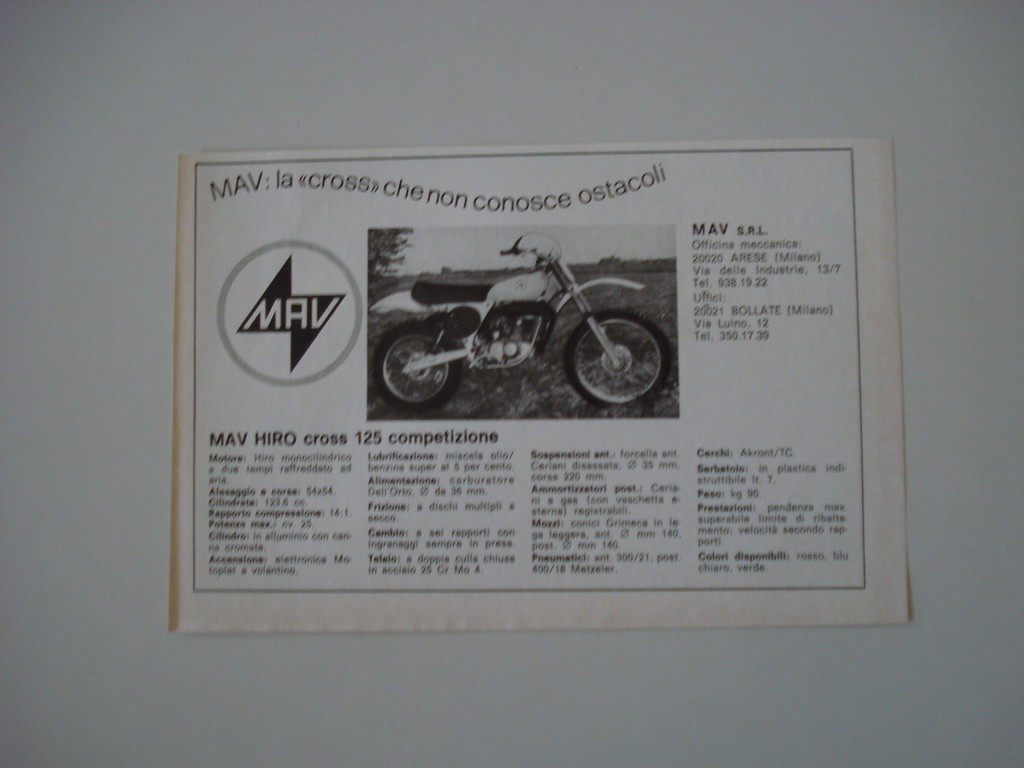 MAV: la «cross» che non conosce ostacoli
MAV
MAV S.R.L.
Officina meccanica:
20020 ARESE (Milano)
Via delle Industrie, 13/7
Tel. 938.19.22
Uffici:
20021 BOLLATE (Milano)
Via Luino, 12
Tel. 350.17.39
MAV HIRO cross 125 competizione
Motore: Hiro monocilindrico
a due tempi raffreddato ad
aria.
Alesaggio e corsa: 54x54.
Cilindrata: 123,6 cc.
Rapporto compressione: 14:1.
Potenza max.: cv. 25.
Cilindro: in alluminio con can-
na cromata.
Accensione: elettronica Mo-
toplat a volantino.
Lubrificazione: miscela olio/
benzina super al 5 per cento.
Alimentazione: carburatore
Dell'Orto, Ø da 36 mm.
Frizione: a dischi multipli a
secco.
Cambio: a sei rapporti con
ingranaggi sempre in presa.
Telaio: a doppia culla chiusa
in acciaio 25 Cr Mo 4.
Sospensioni ant.: forcella ant.
Ceriani disassata, Ø 35 mm,
corsa 220 mm.
Ammortizzatori post.: Ceria-
ni a gas (con vaschetta e-
sterna) registrabili.
Mozzi: conici Grimeca in le-
ga leggera, ant. Ø mm 140,
post. Ø mm 140.
Pneumatici: ant. 300/21, post.
400/18 Metzeler.
Cerchi: Akront/TC.
Serbatoio: in plastica indi-
struttibile lt. 7.
Peso: kg 90.
Prestazioni: pendenza max.
superabile limite di ribalta-
mento; velocità secondo rap-
porti.
Colori disponibili: rosso, blu
chiaro, verde.